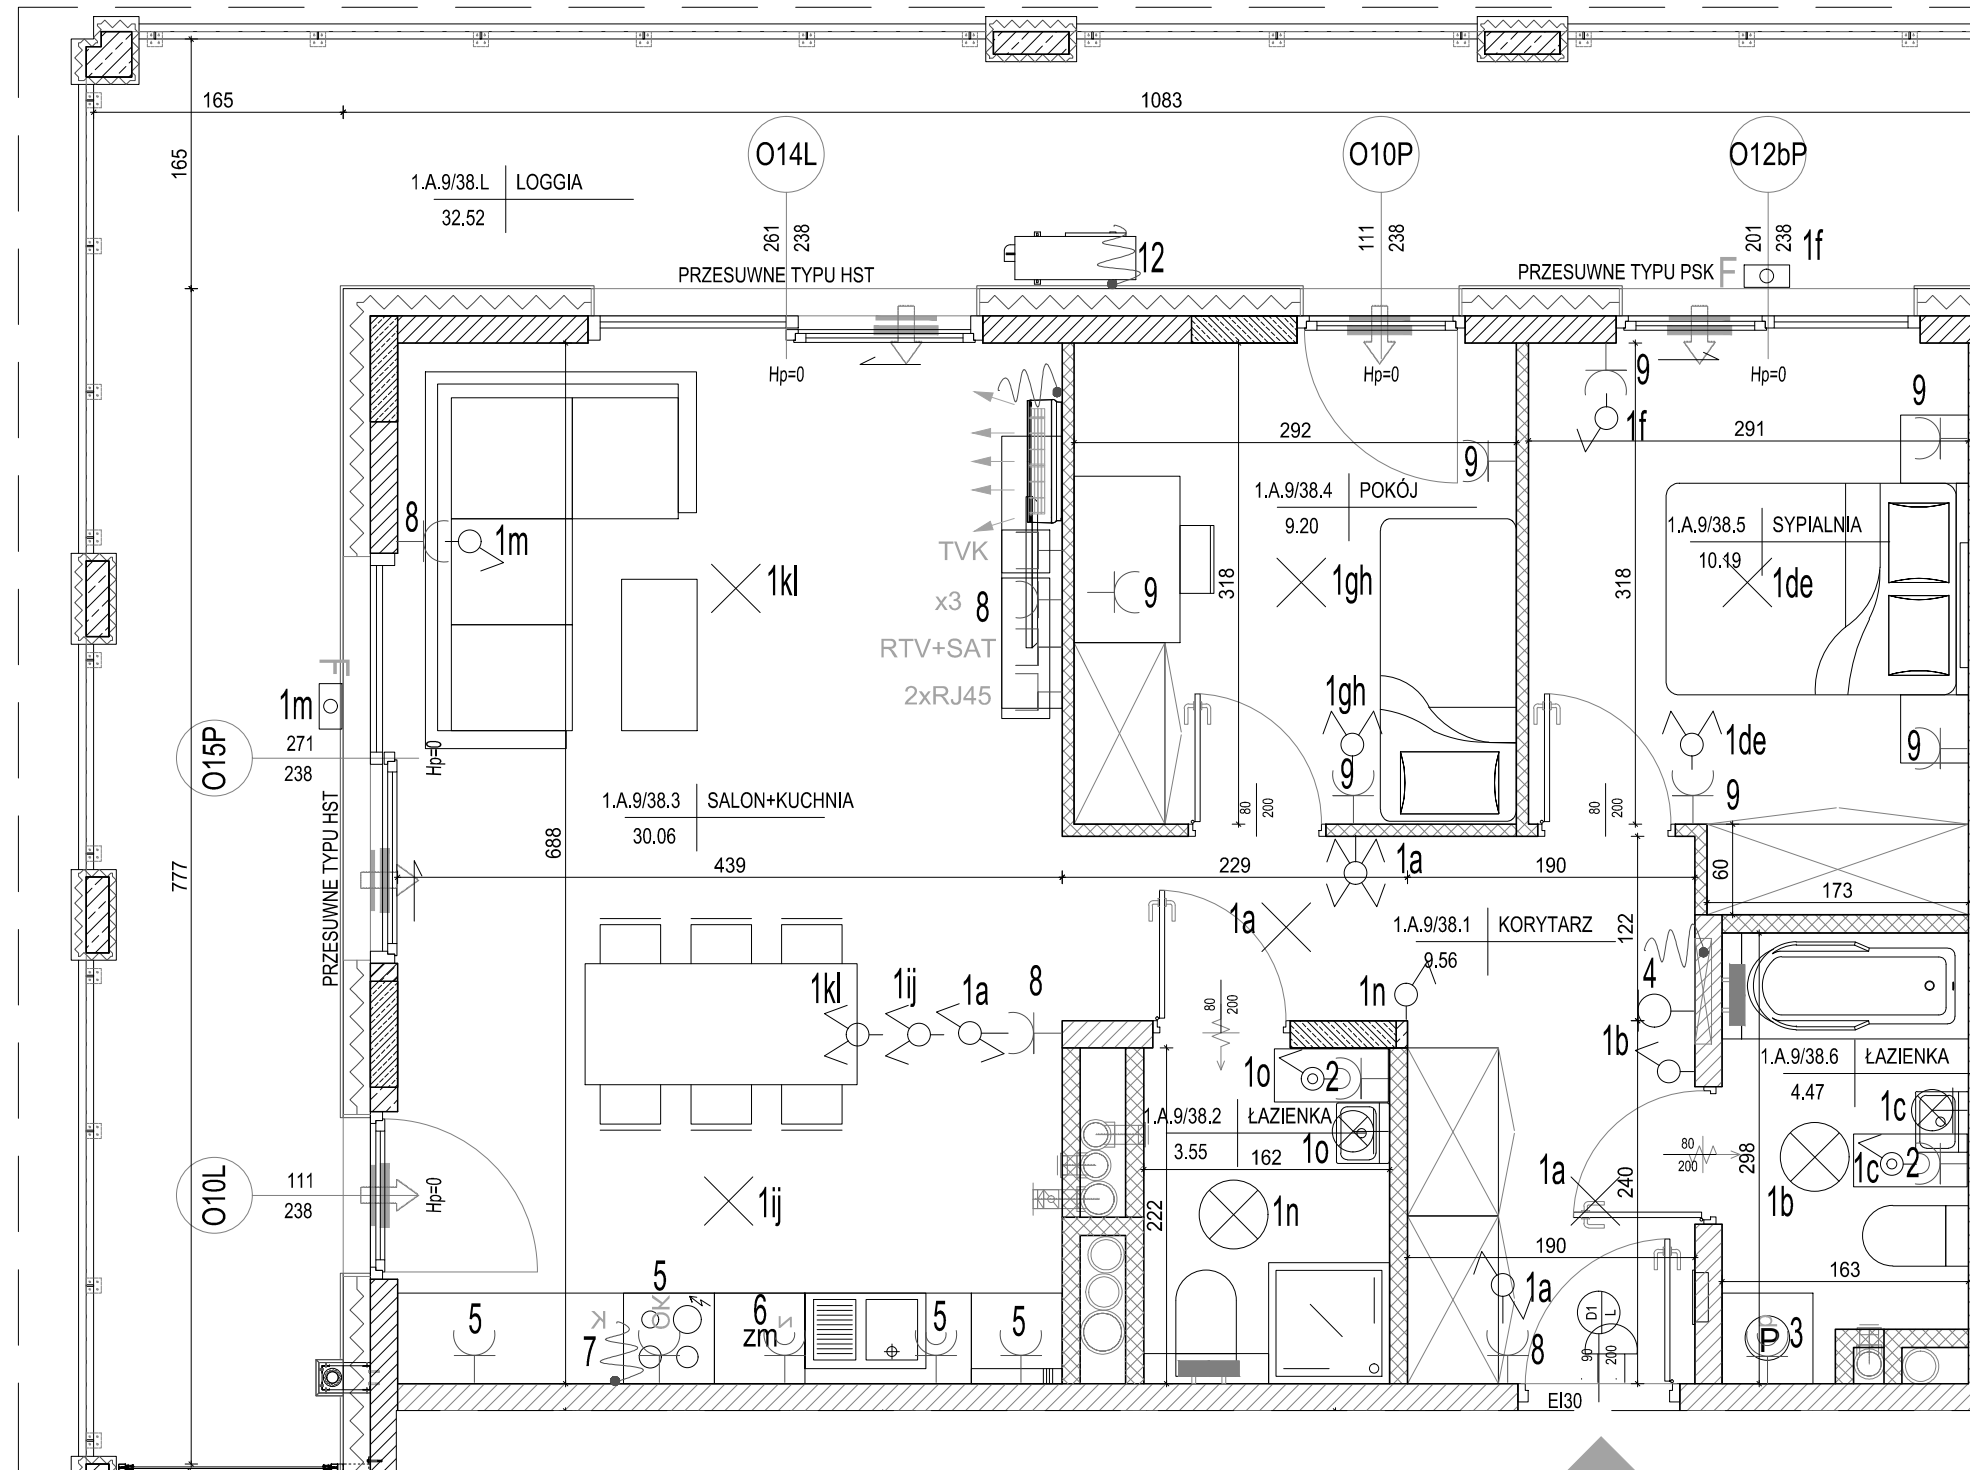 165
1083
165
O14L
O10P
O12bP
1.A.9/38.L LOGGIA
32.52
261
238
111
238
201
238
1f
12
PRZESUWNE TYPU HST
PRZESUWNE TYPU PSK
F
Hp=0
Hp=0
Hp=0
9
9
1f
292
291
9
1.A.9/38.4 POKÓJ
9.20
1.A.9/38.5 SYPIALNIA
10.19
8
1m
TVK
x3
8
RTV+SAT
2xRJ45
1kl
9
318
1gh
318
1de
F
1m
271
238
O15P
Hp=0
1gh
9
1de
9
9
1.A.9/38.3 SALON+KUCHNIA
30.06
80
200
80
200
PRZESUWNE TYPU HST
688
777
439
229
1a
190
60
173
1a
1.A.9/38.1 KORYTARZ
9.56
122
1kl
1ij
1a
8
80
200
1n
4
1b
1.A.9/38.6 ŁAZIENKA
4.47
1o
2
1.A.9/38.2 ŁAZIENKA
3.55
1o
162
1c
80
200
298
1c
2
1b
O10L
111
238
Hp=0
1ij
222
1n
1a
240
190
163
5
K
OK
5
7
6
zm
N
5
5
1a
8
D1
L
90
200
P
3
EI30